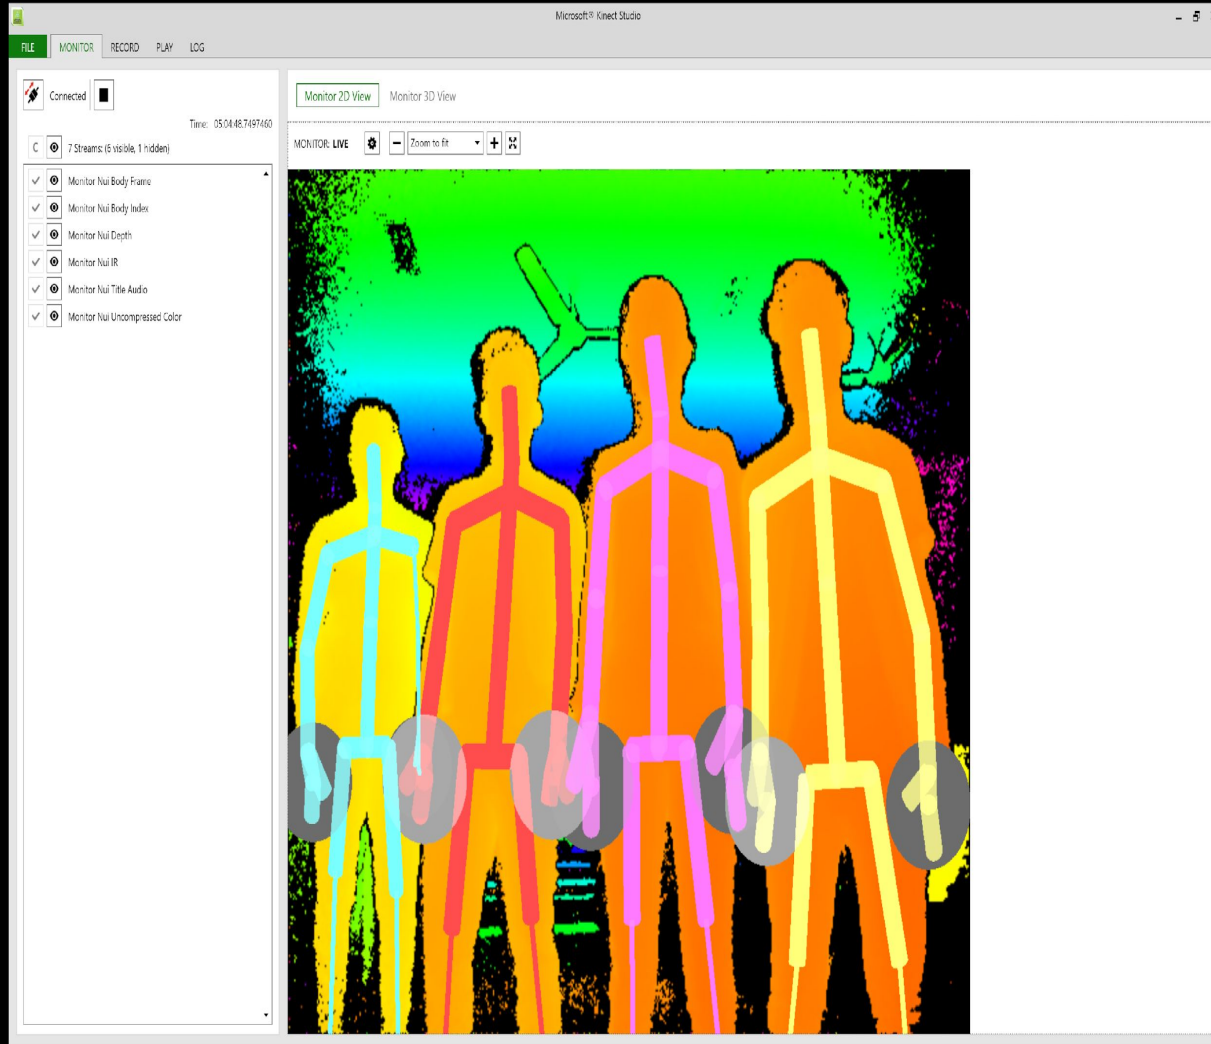 Microsoft® Kinect Studio
FILE MONITOR RECORD PLAY LOG
Connected
Time: 05:04:48.7497460
C 7 Streams: (6 visible, 1 hidden)
Monitor Nui Body Frame
Monitor Nui Body Index
Monitor Nui Depth
Monitor Nui IR
Monitor Nui Title Audio
Monitor Nui Uncompressed Color
Monitor 2D View Monitor 3D View
MONITOR: LIVE Zoom to fit